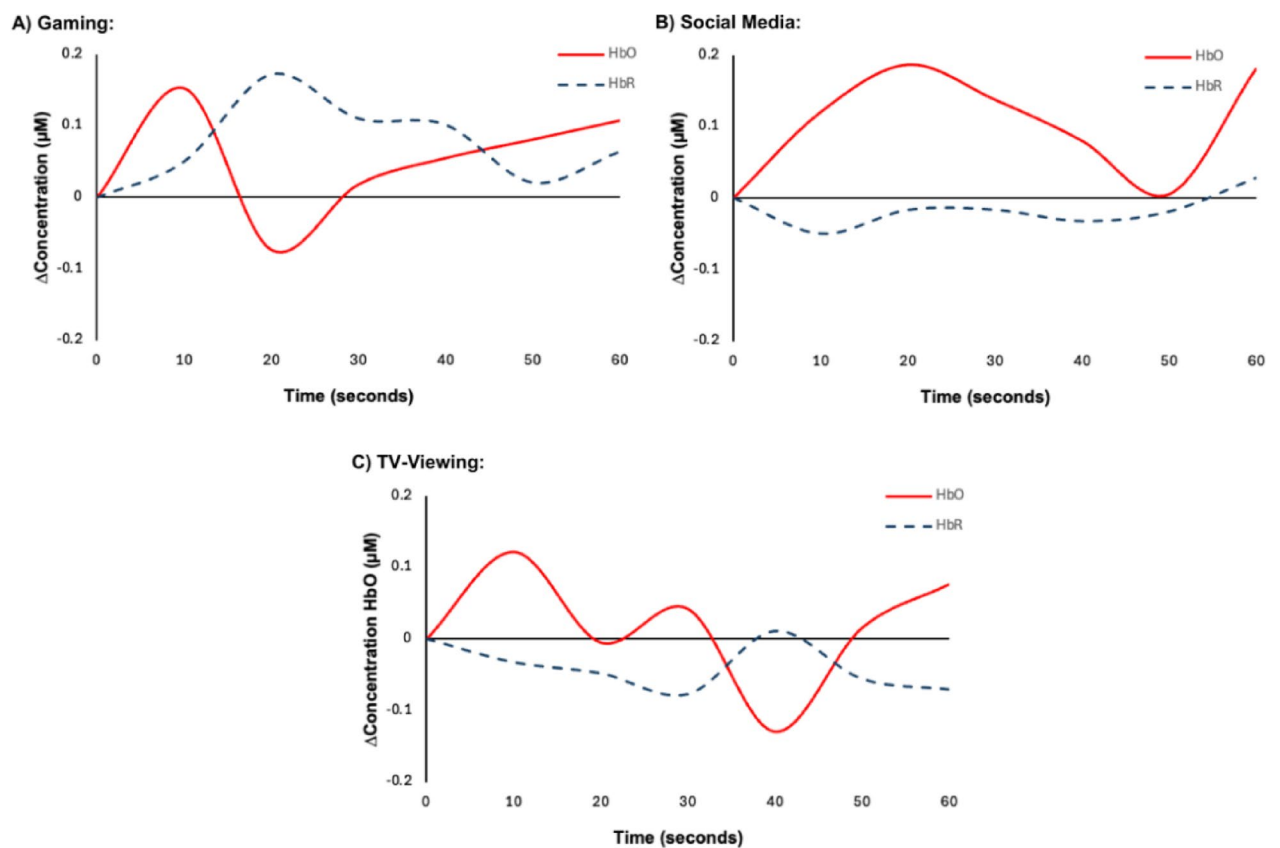 A) Gaming:
0.2
0.1
0
-0.1
-0.2
ΔConcentration (µM)
HbO
HbR
0 10 20 30 40 50 60
Time (seconds)
B) Social Media:
0.2
0.1
0
-0.1
-0.2
ΔConcentration (µM)
HbO
HbR
0 10 20 30 40 50 60
Time (seconds)
C) TV-Viewing:
0.2
0.1
0
-0.1
-0.2
ΔConcentration HbO (µM)
HbO
HbR
0 10 20 30 40 50 60
Time (seconds)